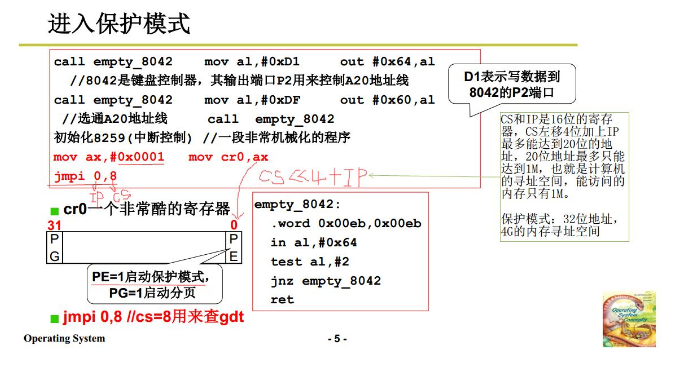 进入保护模式
call empty_8042 mov al,#0xD1 out #0x64,al
//8042是键盘控制器，其输出端口P2用来控制A20地址线
call empty_8042 mov al,#0xDF out #0x60,al
//选通A20地址线 call empty_8042
初始化8259(中断控制) //一段非常机械化的程序
mov ax,#0x0001 mov cr0,ax
jmpi 0,8
IP CS
CS≪4+IP
D1表示写数据到
8042的P2端口
CS和IP是16位的寄存
器，CS左移4位加上IP
最多能达到20位的地
址，20位地址最多只能
达到1M，也就是计算机
的寻址空间，能访问的
内存只有1M。
保护模式：32位地址，
4G的内存寻址空间
cr0一个非常酷的寄存器
31 0
P G
P E
PE=1启动保护模式，
PG=1启动分页
empty_8042:
.word 0x00eb,0x00eb
in al,#0x64
test al,#2
jnz empty_8042
ret
jmpi 0,8 //cs=8用来查gdt
Operating System
- 5 -
Operating
System
Concepts